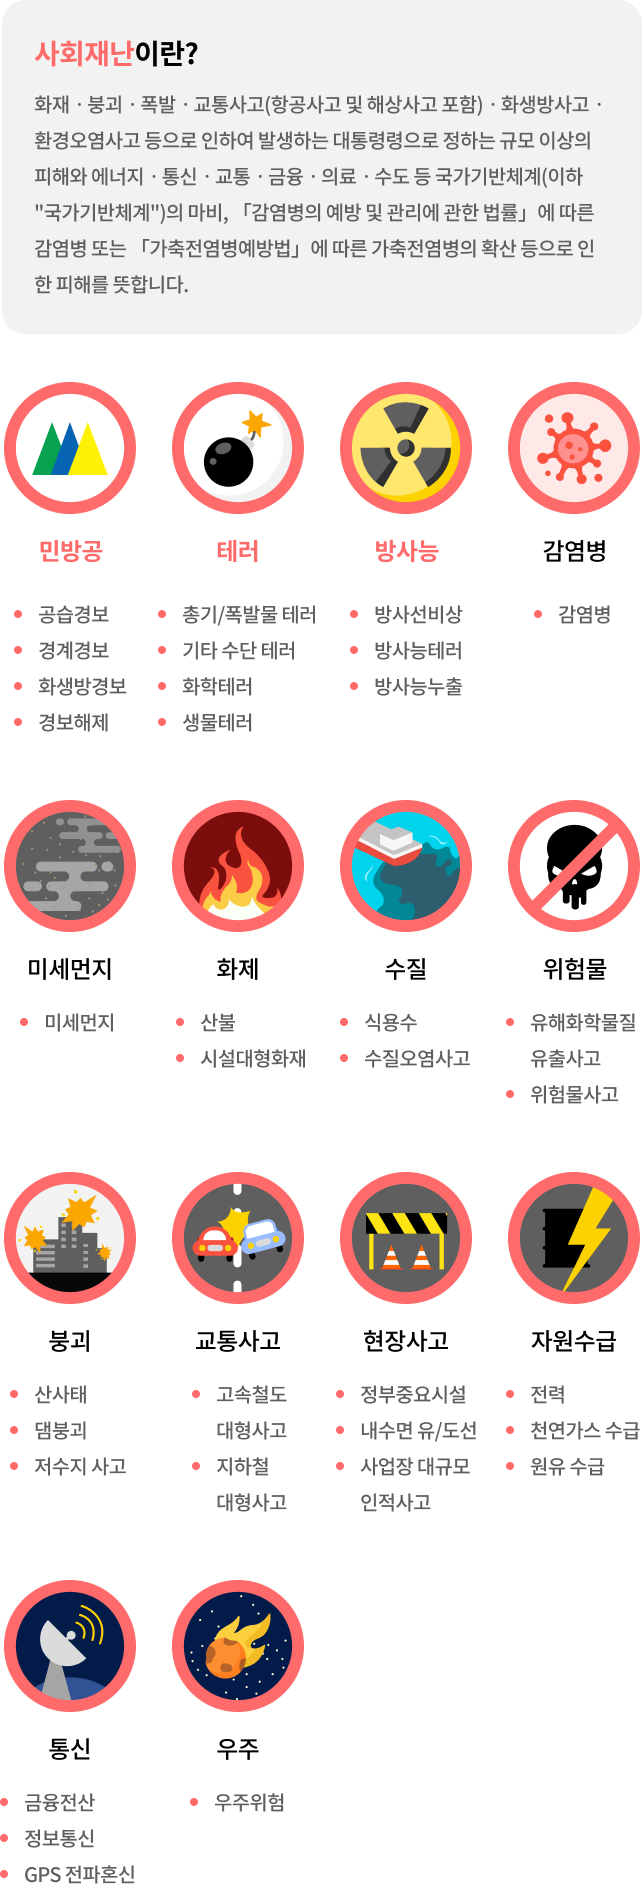 사회재난이란?
화재 · 붕괴 · 폭발 · 교통사고(항공사고 및 해상사고 포함) · 화생방사고 ·
환경오염사고 등으로 인하여 발생하는 대통령령으로 정하는 규모 이상의
피해와 에너지 · 통신 · 교통 · 금융 · 의료 · 수도 등 국가기반체계(이하
"국가기반체계")의 마비, 「감염병의 예방 및 관리에 관한 법률」에 따른
감염병 또는 「가축전염병예방법」에 따른 가축전염병의 확산 등으로 인
한 피해를 뜻합니다.
민방공
공습경보
경계경보
화생방경보
경보해제
테러
총기/폭발물 테러
기타 수단 테러
화학테러
생물테러
방사능
방사선비상
방사능테러
방사능누출
감염병
감염병
미세먼지
미세먼지
화제
산불
시설대형화재
수질
식용수
수질오염사고
위험물
유해화학물질
유출사고
위험물사고
붕괴
산사태
댐붕괴
저수지 사고
교통사고
고속철도
대형사고
지하철
대형사고
현장사고
정부중요시설
내수면 유/도선
사업장 대규모
인적사고
자원수급
전력
천연가스 수급
원유 수급
통신
금융전산
정보통신
GPS 전파혼신
우주
우주위험